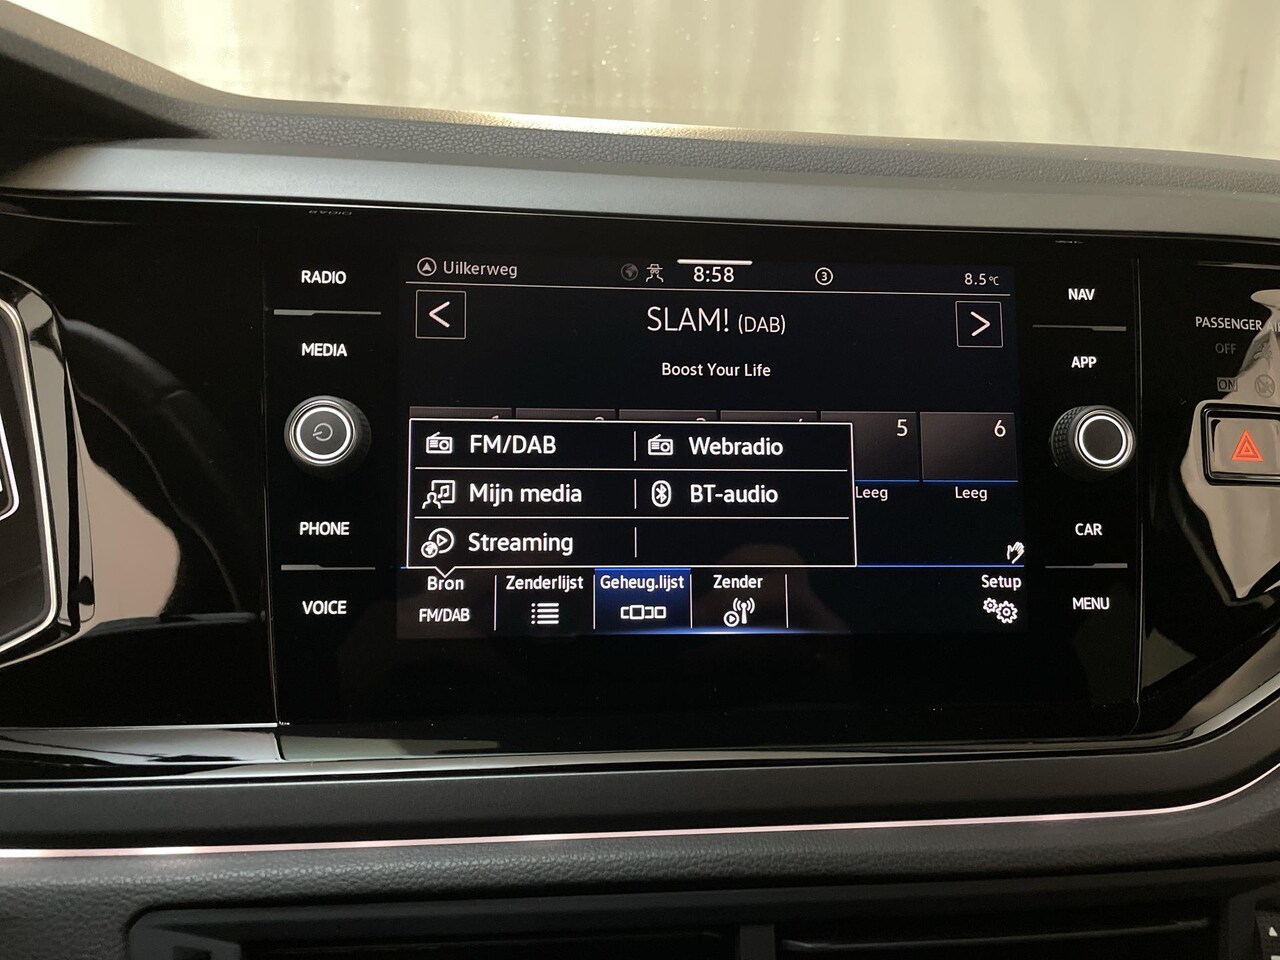 RADIO
MEDIA
PHONE
VOICE
Uilkerweg
8:58
3
8.5°C
<
SLAM! (DAB)
>
Boost Your Life
5
6
FM/DAB
Webradio
Mijn media
BT-audio
Streaming
Leeg
Leeg
Bron
FM/DAB
Zenderlijst
Geheug.lijst
Zender
Setup
NAV
APP
CAR
MENU
PASSENGER
OFF
ON